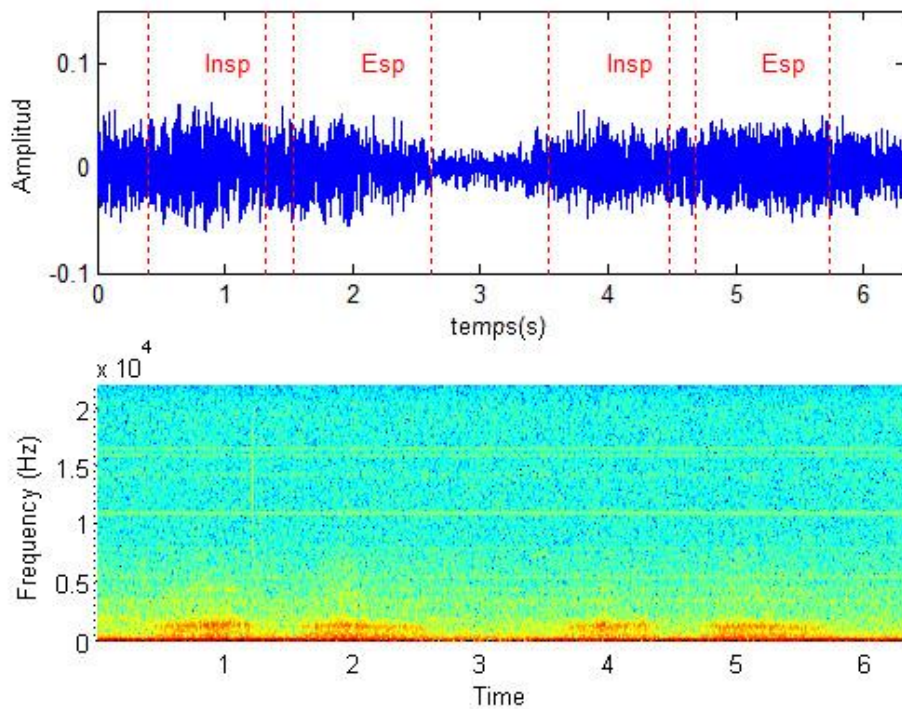 0.1
0
-0.1
Amplitud
Insp
Esp
Insp
Esp
0 1 2 3 4 5 6
temps(s)
x 10^4
2
1.5
1
0.5
0
Frequency (Hz)
1 2 3 4 5 6
Time